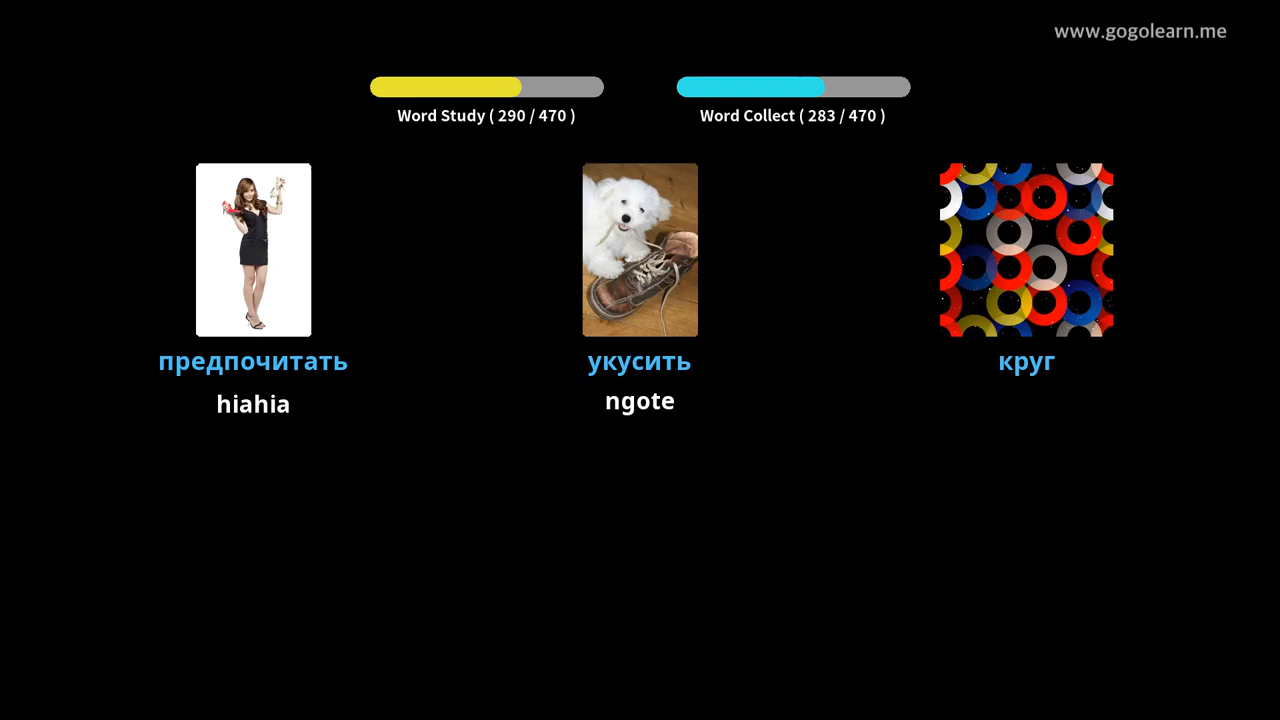 www.gogolearn.me
Word Study ( 290 / 470 )
Word Collect ( 283 / 470 )
предпочитать
укусить
круг
hiahia
ngote